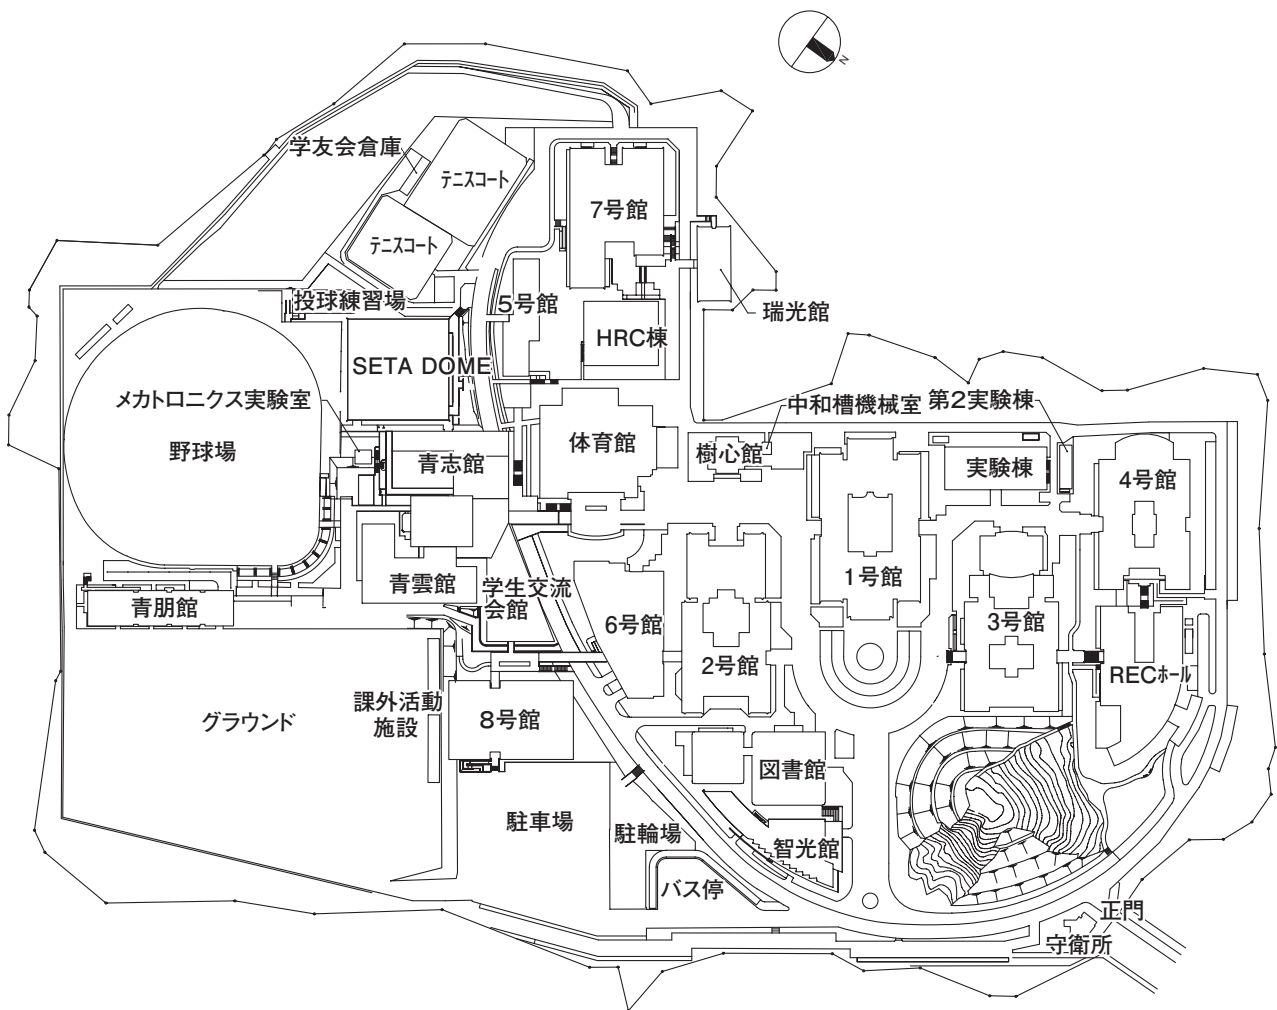 N
学友会倉庫
テニスコート
7号館
テニスコート
投球練習場
5号館
瑞光館
HRC棟
SETA DOME
メカトロニクス実験室
中和槽機械室
第2実験棟
野球場
体育館
樹心館
青志館
実験棟
4号館
青雲館
学生交流
会館
1号館
青朋館
6号館
3号館
2号館
RECホール
課外活動
施設
グラウンド
8号館
図書館
駐車場
駐輪場
智光館
バス停
正門
守衛所